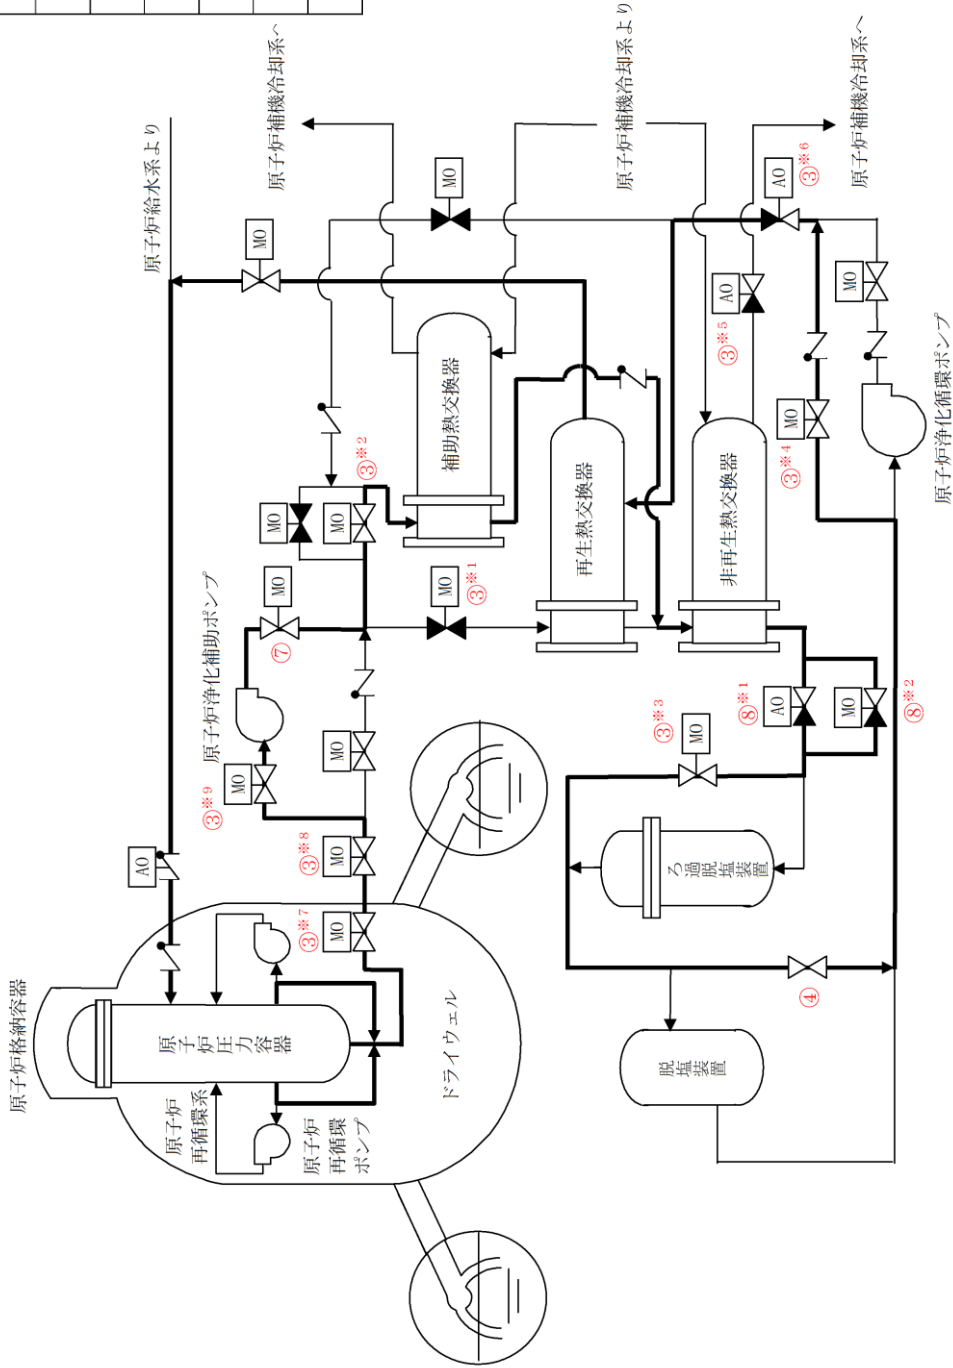 原子炉補機冷却系へ
原子炉補機冷却系より
原子炉給水系より
原子炉補機冷却系へ
MO
MO
AO
③※6
MO
AO
③※5
MO
③※4
原子炉浄化循環ポンプ
補助熱交換器
再生熱交換器
非再生熱交換器
③※2
MO
MO
MO
③※1
MO
⑦
原子炉浄化補助ポンプ
③※9
MO
MO
③※8
MO
③※7
MO
AO
③※3
MO
⑧※1
AO
MO
⑧※2
ろ過脱塩装置
④
脱塩装置
原子炉格納容器
原子炉圧力容器
ドライウェル
原子炉
再循環系
原子炉
再循環
ポンプ